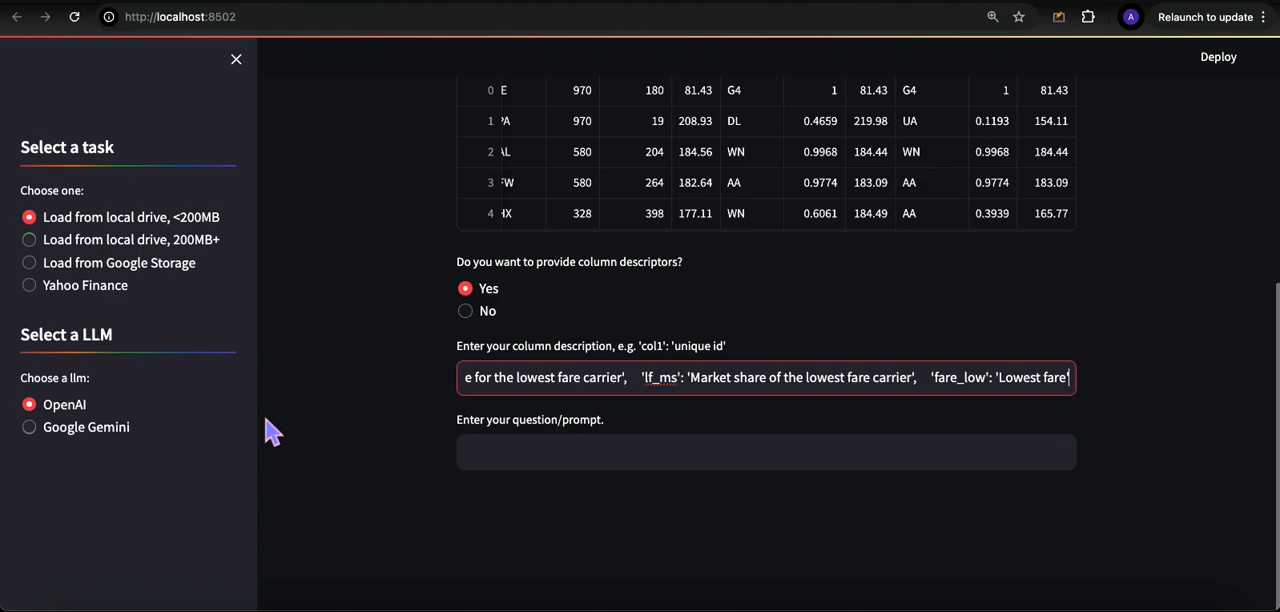 http://localhost:8502
A
Relaunch to update
Deploy
Select a task
Choose one:
Load from local drive, <200MB
Load from local drive, 200MB+
Load from Google Storage
Yahoo Finance
Select a LLM
Choose a llm:
OpenAI
Google Gemini
0 E 970 180 81.43 G4 1 81.43 G4 1 81.43
1 PA 970 19 208.93 DL 0.4659 219.98 UA 0.1193 154.11
2 AL 580 204 184.56 WN 0.9968 184.44 WN 0.9968 184.44
3 FW 580 264 182.64 AA 0.9774 183.09 AA 0.9774 183.09
4 HX 328 398 177.11 WN 0.6061 184.49 AA 0.3939 165.77
Do you want to provide column descriptors?
Yes
No
Enter your column description, e.g. 'col1': 'unique id'
e for the lowest fare carrier', 'lf_ms': 'Market share of the lowest fare carrier', 'fare_low': 'Lowest fare'
Enter your question/prompt.